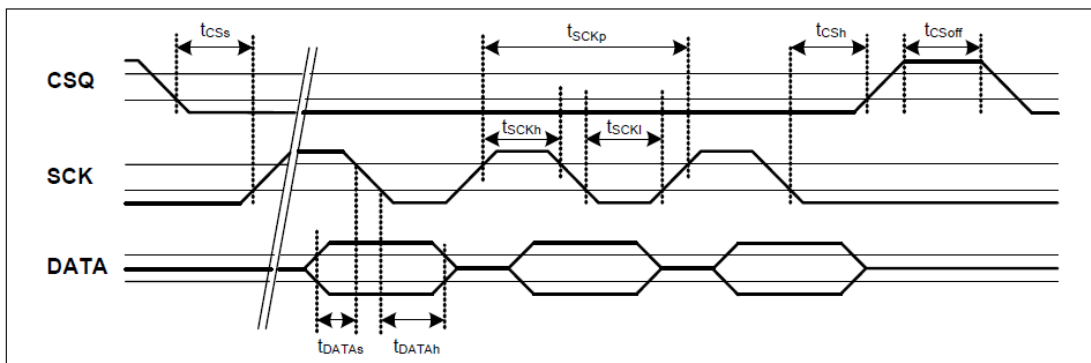 tCSs tSCKp tCSh tCSoff
CSQ
tSCKh tSCKl
SCK
DATA
tDATAs tDATAh